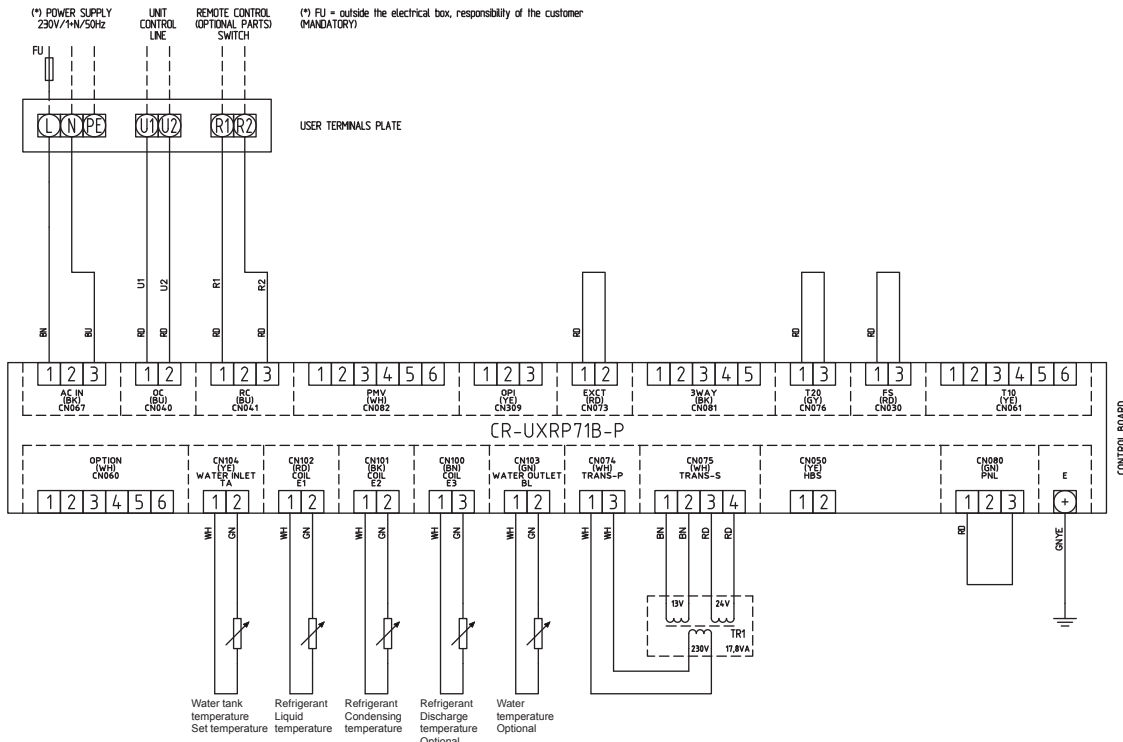 (*) POWER SUPPLY
230V/1+N/50Hz
UNIT
CONTROL
LINE
REMOTE CONTROL
(OPTIONAL PARTS)
SWITCH
(*) FU = outside the electrical box, responsibility of the customer
(MANDATORY)
FU
L N PE U1 U2 R1 R2
USER TERMINALS PLATE
U1 U2 R1 R2
BN BU RD RD RD RD RD RD RD
1 2 3 1 2 1 2 3 1 2 3 4 5 6 1 2 3 1 2 1 2 3 4 5 1 3 1 3 1 2 3 4 5 6
AC IN
(BK)
CN067
OC
(BU)
CN040
RC
(BU)
CN041
PMV
(WH)
CN082
OPI
(YE)
CN309
EXCT
(RD)
CN073
3WAY
(BK)
CN081
T20
(GY)
CN076
FS
(RD)
CN030
T10
(YE)
CN061
CR-UXRP71B-P
CONTROL BOARD
OPTION
(WH)
CN060
CN104
(YE)
WATER INLET
TA
CN102
(RD)
COIL
E1
CN101
(BK)
COIL
E2
CN100
(BN)
COIL
E3
CN103
(GN)
WATER OUTLET
BL
CN074
(WH)
TRANS-P
CN075
(WH)
TRANS-S
CN050
(YE)
HBS
CN080
(GN)
PNL
E
1 2 3 4 5 6 1 2 1 2 1 2 1 3 1 2 1 3 1 2 3 4 1 2 1 2 3 +
WH GN WH GN WH GN WH GN WH GN WH WH BN BN RD RD RD GNYE
13V 24V
TR1
230V 17,8VA
Water tank
temperature
Set temperature
Refrigerant
Liquid
temperature
Refrigerant
Condensing
temperature
Refrigerant
Discharge
temperature
Optional
Water
temperature
Optional